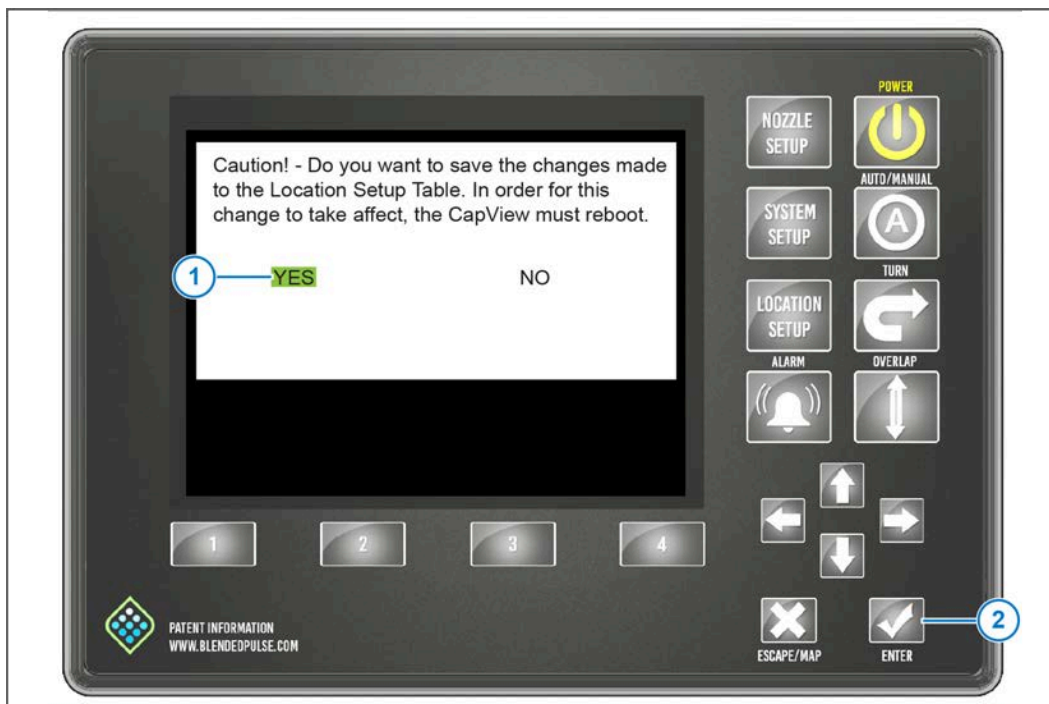 POWER
NOZZLE
SETUP
AUTO/MANUAL
Caution! - Do you want to save the changes made
to the Location Setup Table. In order for this
change to take affect, the CapView must reboot.
SYSTEM
SETUP
A
TURN
1
YES
NO
LOCATION
SETUP
ALARM
OVERLAP
1
2
3
4
PATENT INFORMATION
WWW.BLENDEDPULSE.COM
ESCAPE/MAP
ENTER
2